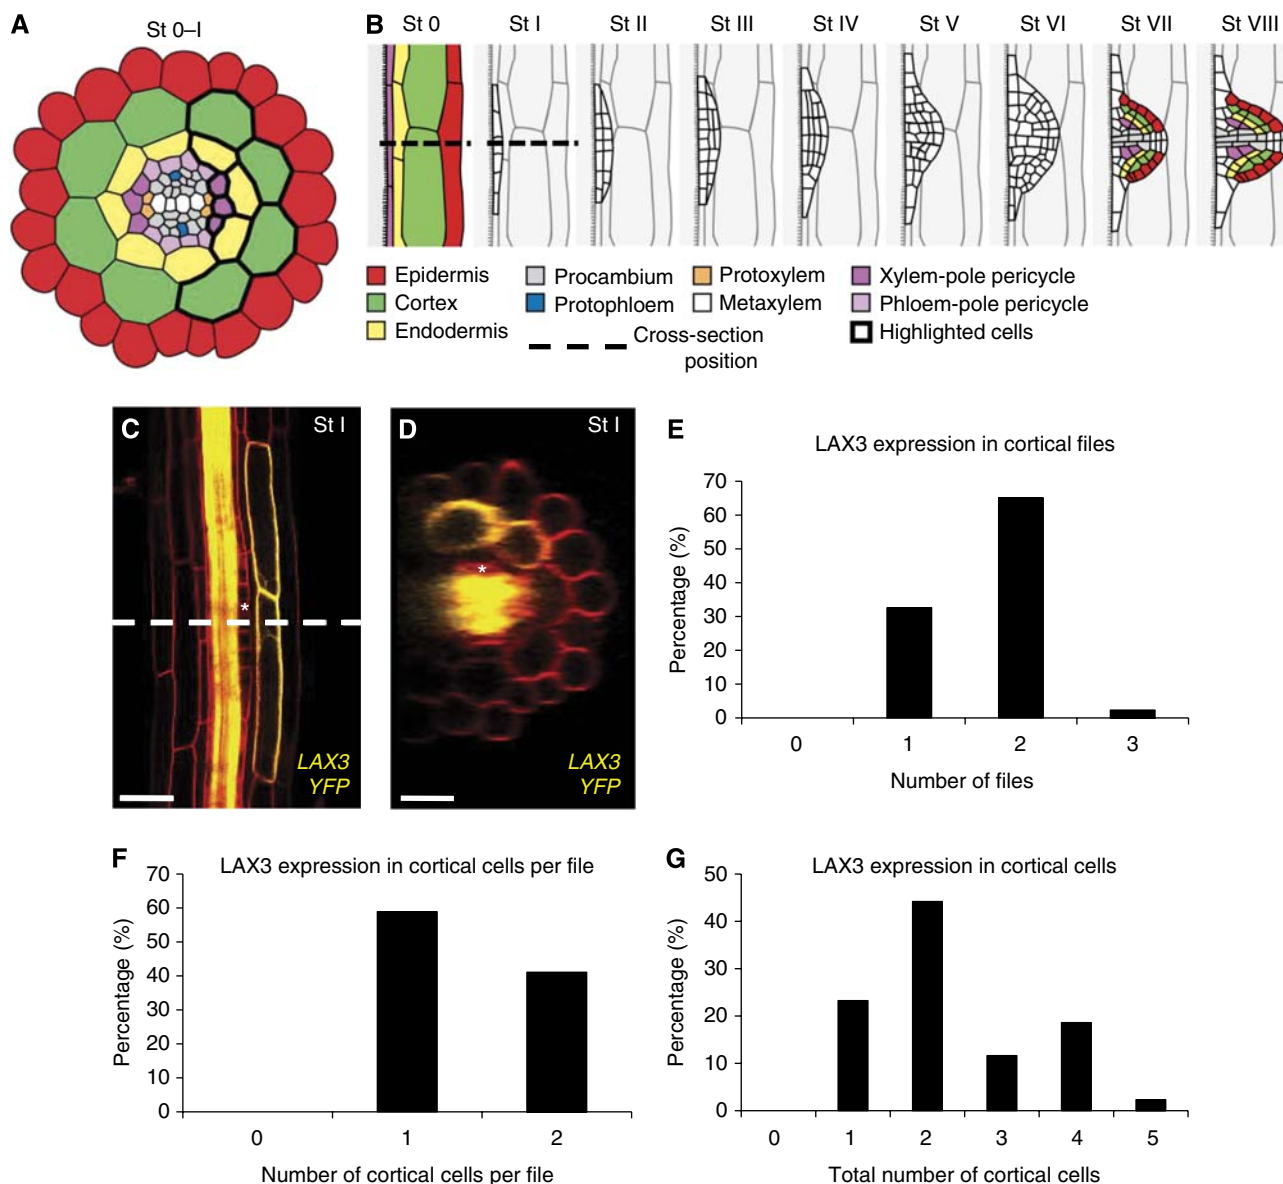 A
St 0–I
B
St 0 St I St II St III St IV St V St VI St VII St VIII
Epidermis
Cortex
Endodermis
Procambium
Protophloem
Protoxylem
Metaxylem
Cross-section
position
Xylem-pole pericycle
Phloem-pole pericycle
Highlighted cells
C
St I
*
LAX3
YFP
D
St I
*
LAX3
YFP
E
LAX3 expression in cortical files
Percentage (%)
70
60
50
40
30
20
10
0
0 1 2 3
Number of files
F
LAX3 expression in cortical cells per file
Percentage (%)
70
60
50
40
30
20
10
0
0 1 2
Number of cortical cells per file
G
LAX3 expression in cortical cells
Percentage (%)
50
40
30
20
10
0
0 1 2 3 4 5
Total number of cortical cells